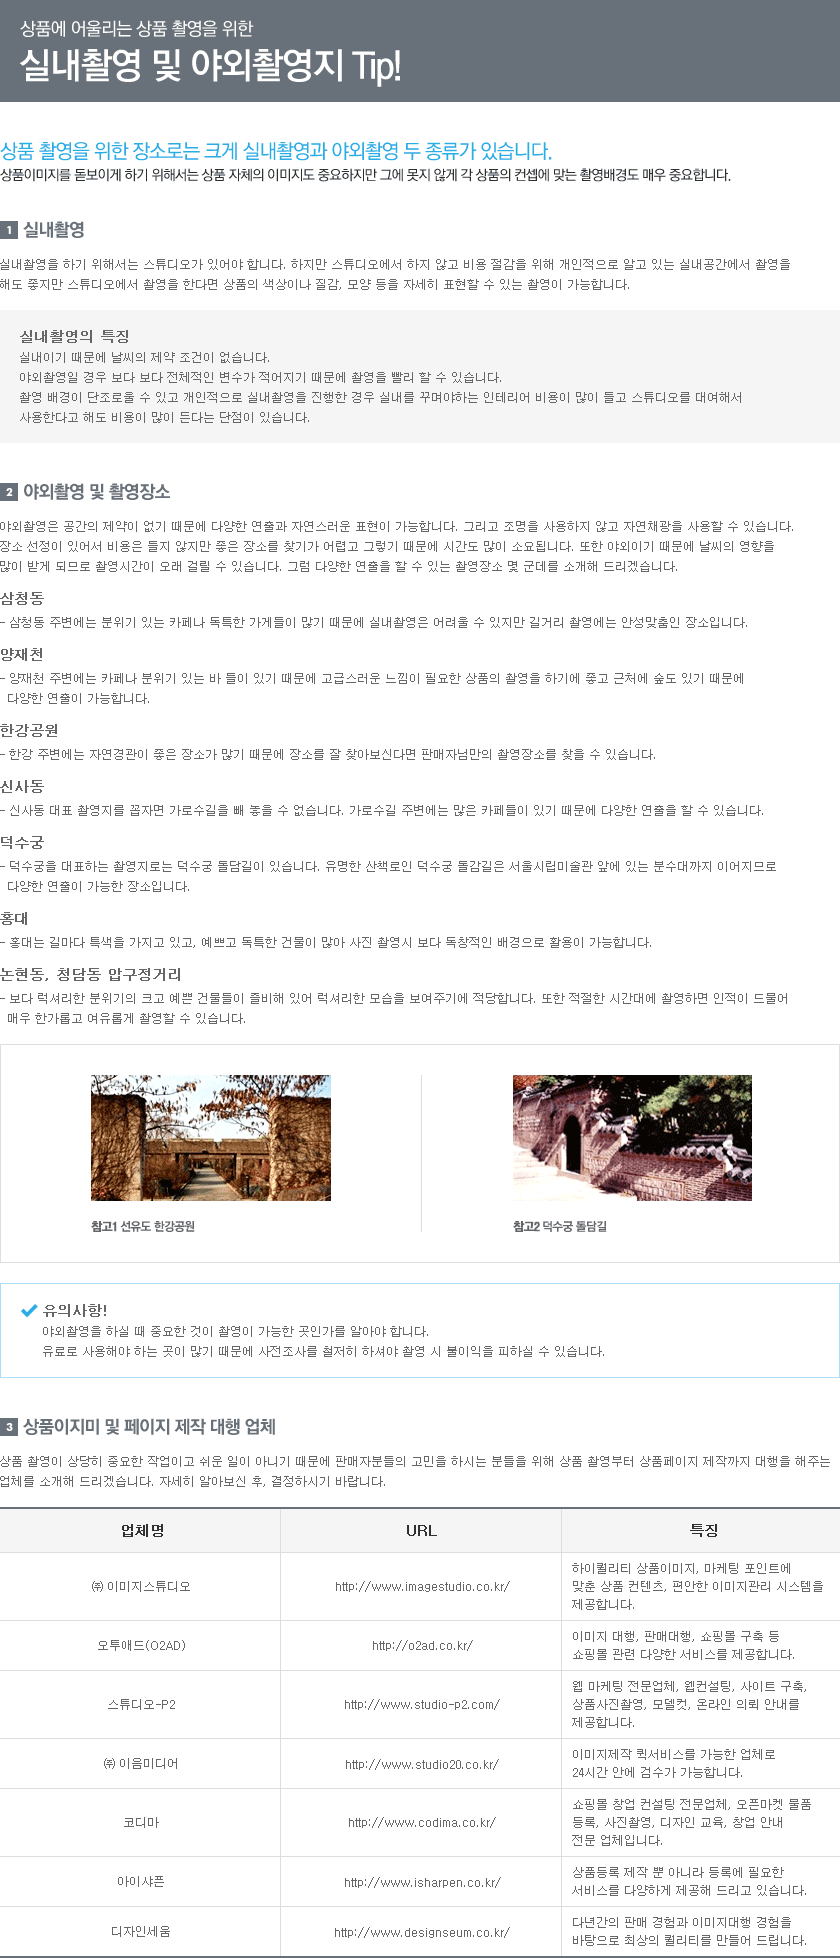 상품에 어울리는 상품 촬영을 위한
실내촬영 및 야외촬영지 Tip!
상품 촬영을 위한 장소로는 크게 실내촬영과 야외촬영 두 종류가 있습니다.
상품이미지를 돋보이게 하기 위해서는 상품 자체의 이미지도 중요하지만 그에 못지 않게 각 상품의 컨셉에 맞는 촬영배경도 매우 중요합니다.
1 실내촬영
실내촬영을 하기 위해서는 스튜디오가 있어야 합니다. 하지만 스튜디오에서 하지 않고 비용 절감을 위해 개인적으로 알고 있는 실내공간에서 촬영을
해도 좋지만 스튜디오에서 촬영을 한다면 상품의 색상이나 질감, 모양 등을 자세히 표현할 수 있는 촬영이 가능합니다.
실내촬영의 특징
실내이기 때문에 날씨의 제약 조건이 없습니다.
야외촬영일 경우 보다 보다 전체적인 변수가 적어지기 때문에 촬영을 빨리 할 수 있습니다.
촬영 배경이 단조로울 수 있고 개인적으로 실내촬영을 진행한 경우 실내를 꾸며야하는 인테리어 비용이 많이 들고 스튜디오를 대여해서
사용한다고 해도 비용이 많이 든다는 단점이 있습니다.
2 야외촬영 및 촬영장소
야외촬영은 공간의 제약이 없기 때문에 다양한 연출과 자연스러운 표현이 가능합니다. 그리고 조명을 사용하지 않고 자연채광을 사용할 수 있습니다.
장소 선정이 있어서 비용은 들지 않지만 좋은 장소를 찾기가 어렵고 그렇기 때문에 시간도 많이 소요됩니다. 또한 야외이기 때문에 날씨의 영향을
많이 받게 되므로 촬영시간이 오래 걸릴 수 있습니다. 그럼 다양한 연출을 할 수 있는 촬영장소 몇 군데를 소개해 드리겠습니다.
삼청동
- 삼청동 주변에는 분위기 있는 카페나 독특한 가게들이 많기 때문에 실내촬영은 어려울 수 있지만 길거리 촬영에는 안성맞춤인 장소입니다.
양재천
- 양재천 주변에는 카페나 분위기 있는 바 들이 있기 때문에 고급스러운 느낌이 필요한 상품의 촬영을 하기에 좋고 근처에 숲도 있기 때문에
다양한 연출이 가능합니다.
한강공원
- 한강 주변에는 자연경관이 좋은 장소가 많기 때문에 장소를 잘 찾아보신다면 판매자님만의 촬영장소를 찾을 수 있습니다.
신사동
- 신사동 대표 촬영지를 꼽자면 가로수길을 빼 놓을 수 없습니다. 가로수길 주변에는 많은 카페들이 있기 때문에 다양한 연출을 할 수 있습니다.
덕수궁
- 덕수궁을 대표하는 촬영지로는 덕수궁 돌담길이 있습니다. 유명한 산책로인 덕수궁 돌감길은 서울시립미술관 앞에 있는 분수대까지 이어지므로
다양한 연출이 가능한 장소입니다.
홍대
- 홍대는 길마다 특색을 가지고 있고, 예쁘고 독특한 건물이 많아 사진 촬영시 보다 독창적인 배경으로 활용이 가능합니다.
논현동, 청담동 압구정거리
- 보다 럭셔리한 분위기의 크고 예쁜 건물들이 즐비해 있어 럭셔리한 모습을 보여주기에 적당합니다. 또한 적절한 시간대에 촬영하면 인적이 드물어
매우 한가롭고 여유롭게 촬영할 수 있습니다.
참고1 선유도 한강공원
참고2 덕수궁 돌담길
유의사항!
야외촬영을 하실 때 중요한 것이 촬영이 가능한 곳인가를 알아야 합니다.
유료로 사용해야 하는 곳이 많기 때문에 사전조사를 철저히 하셔야 촬영 시 불이익을 피하실 수 있습니다.
3 상품이지미 및 페이지 제작 대행 업체
상품 촬영이 상당히 중요한 작업이고 쉬운 일이 아니기 때문에 판매자분들의 고민을 하시는 분들을 위해 상품 촬영부터 상품페이지 제작까지 대행을 해주는
업체를 소개해 드리겠습니다. 자세히 알아보신 후, 결정하시기 바랍니다.
업체명 URL 특징
㈜ 이미지스튜디오 http://www.imagestudio.co.kr/ 하이퀄리티 상품이미지, 마케팅 포인트에
맞춘 상품 컨텐츠, 편안한 이미지관리 시스템을
제공합니다.
오투애드(O2AD) http://o2ad.co.kr/ 이미지 대행, 판매대행, 쇼핑몰 구축 등
쇼핑몰 관련 다양한 서비스를 제공합니다.
스튜디오-P2 http://www.studio-p2.com/ 웹 마케팅 전문업체, 웹컨설팅, 사이트 구축,
상품사진촬영, 모델컷, 온라인 의뢰 안내를
제공합니다.
㈜ 이음미디어 http://www.studio20.co.kr/ 이미지제작 퀵서비스를 가능한 업체로
24시간 안에 검수가 가능합니다.
코디마 http://www.codima.co.kr/ 쇼핑몰 창업 컨설팅 전문업체, 오픈마켓 물품
등록, 사진촬영, 디자인 교육, 창업 안내
전문 업체입니다.
아이샤픈 http://www.isharpen.co.kr/ 상품등록 제작 뿐 아니라 등록에 필요한
서비스를 다양하게 제공해 드리고 있습니다.
디자인세움 http://www.designseum.co.kr/ 다년간의 판매 경험과 이미지대행 경험을
바탕으로 최상의 퀄리티를 만들어 드립니다.